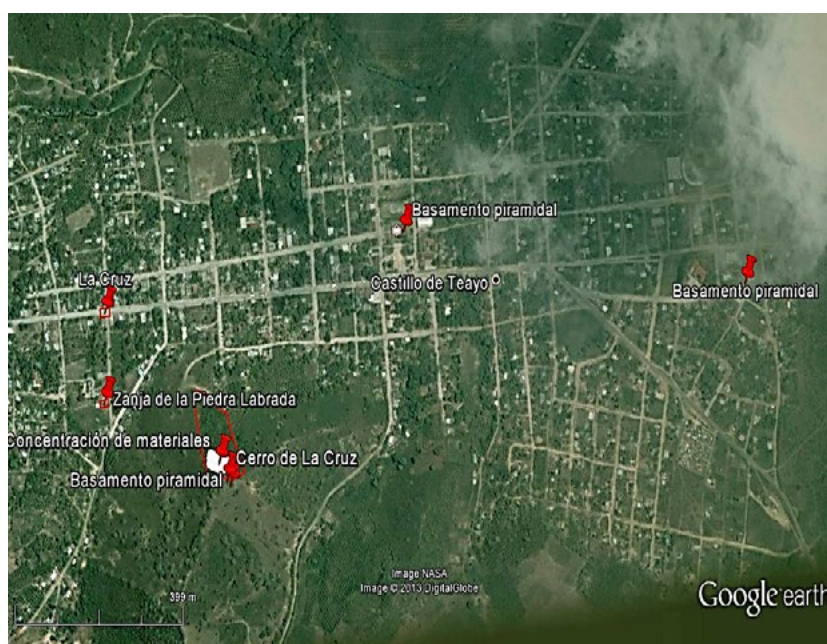 Basamento piramidal
La Cruz
Castillo de Teayo
Basamento piramidal
Zanja de la Piedra Labrada
Concentración de materiales
Cerro de La Cruz
Basamento piramidal
Image NASA
Image © 2013 DigitalGlobe
399 m
Google earth